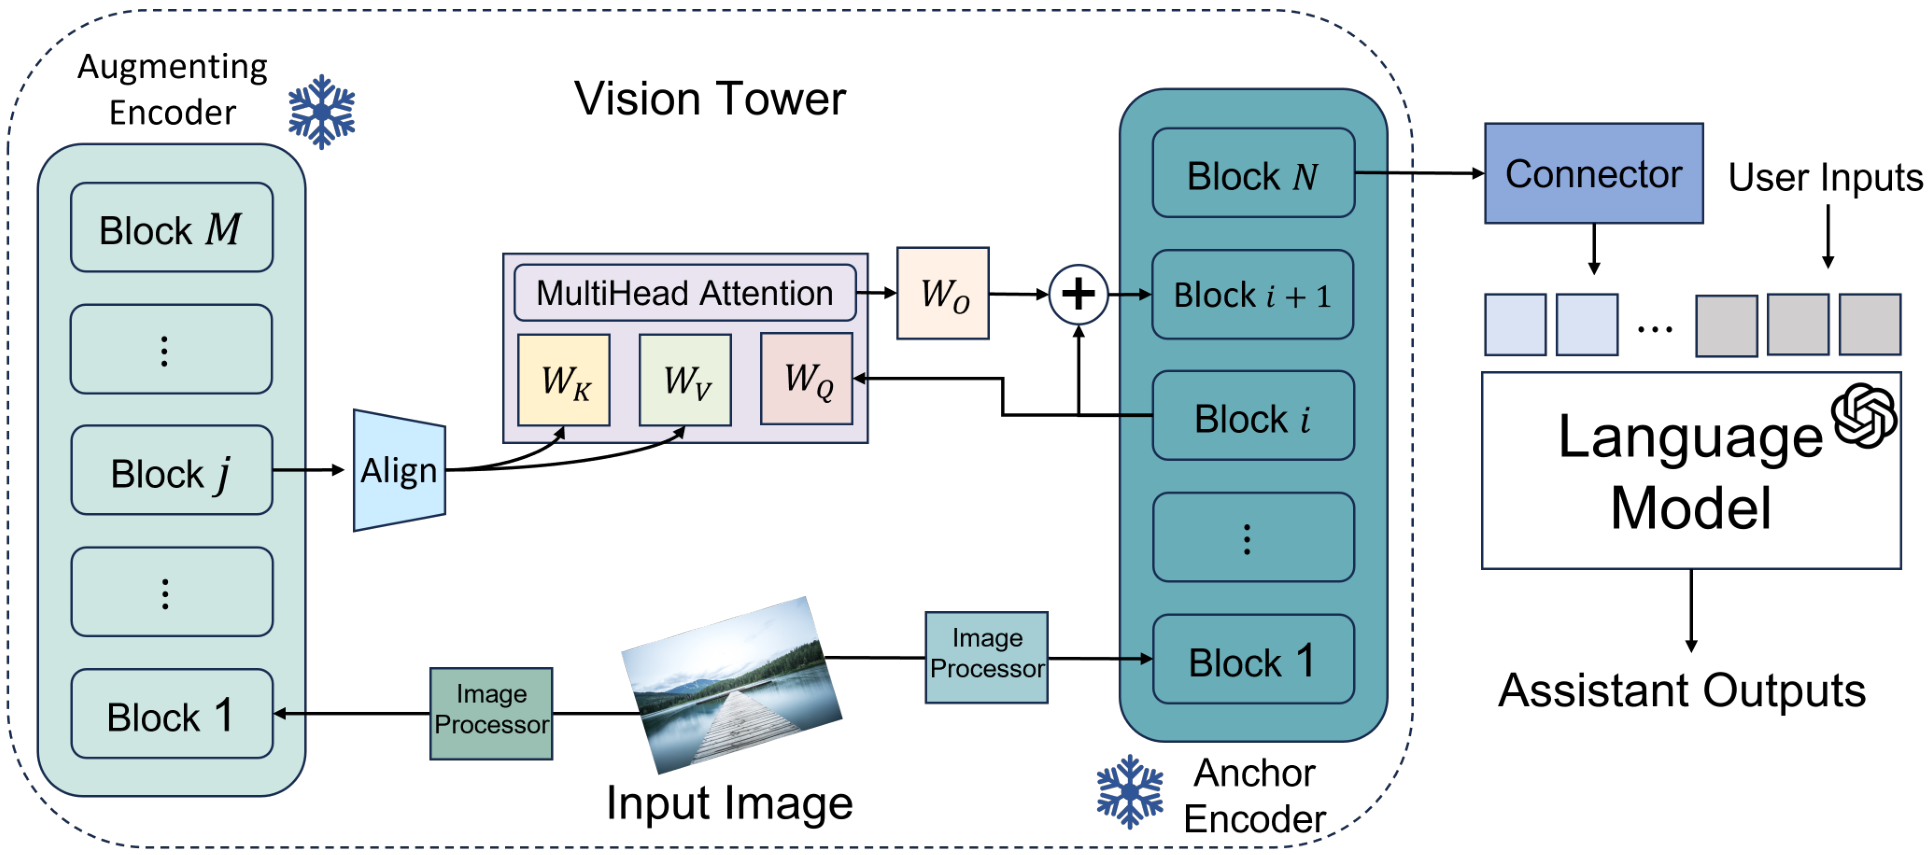 Augmenting
Encoder
Vision Tower
Block M
⋮
Block j
⋮
Block 1
Align
MultiHead Attention
W_K
W_V
W_Q
W_O
+
Image
Processor
Input Image
Image
Processor
Block N
Block i + 1
Block i
⋮
Block 1
Anchor
Encoder
Connector
User Inputs
...
Language
Model
Assistant Outputs